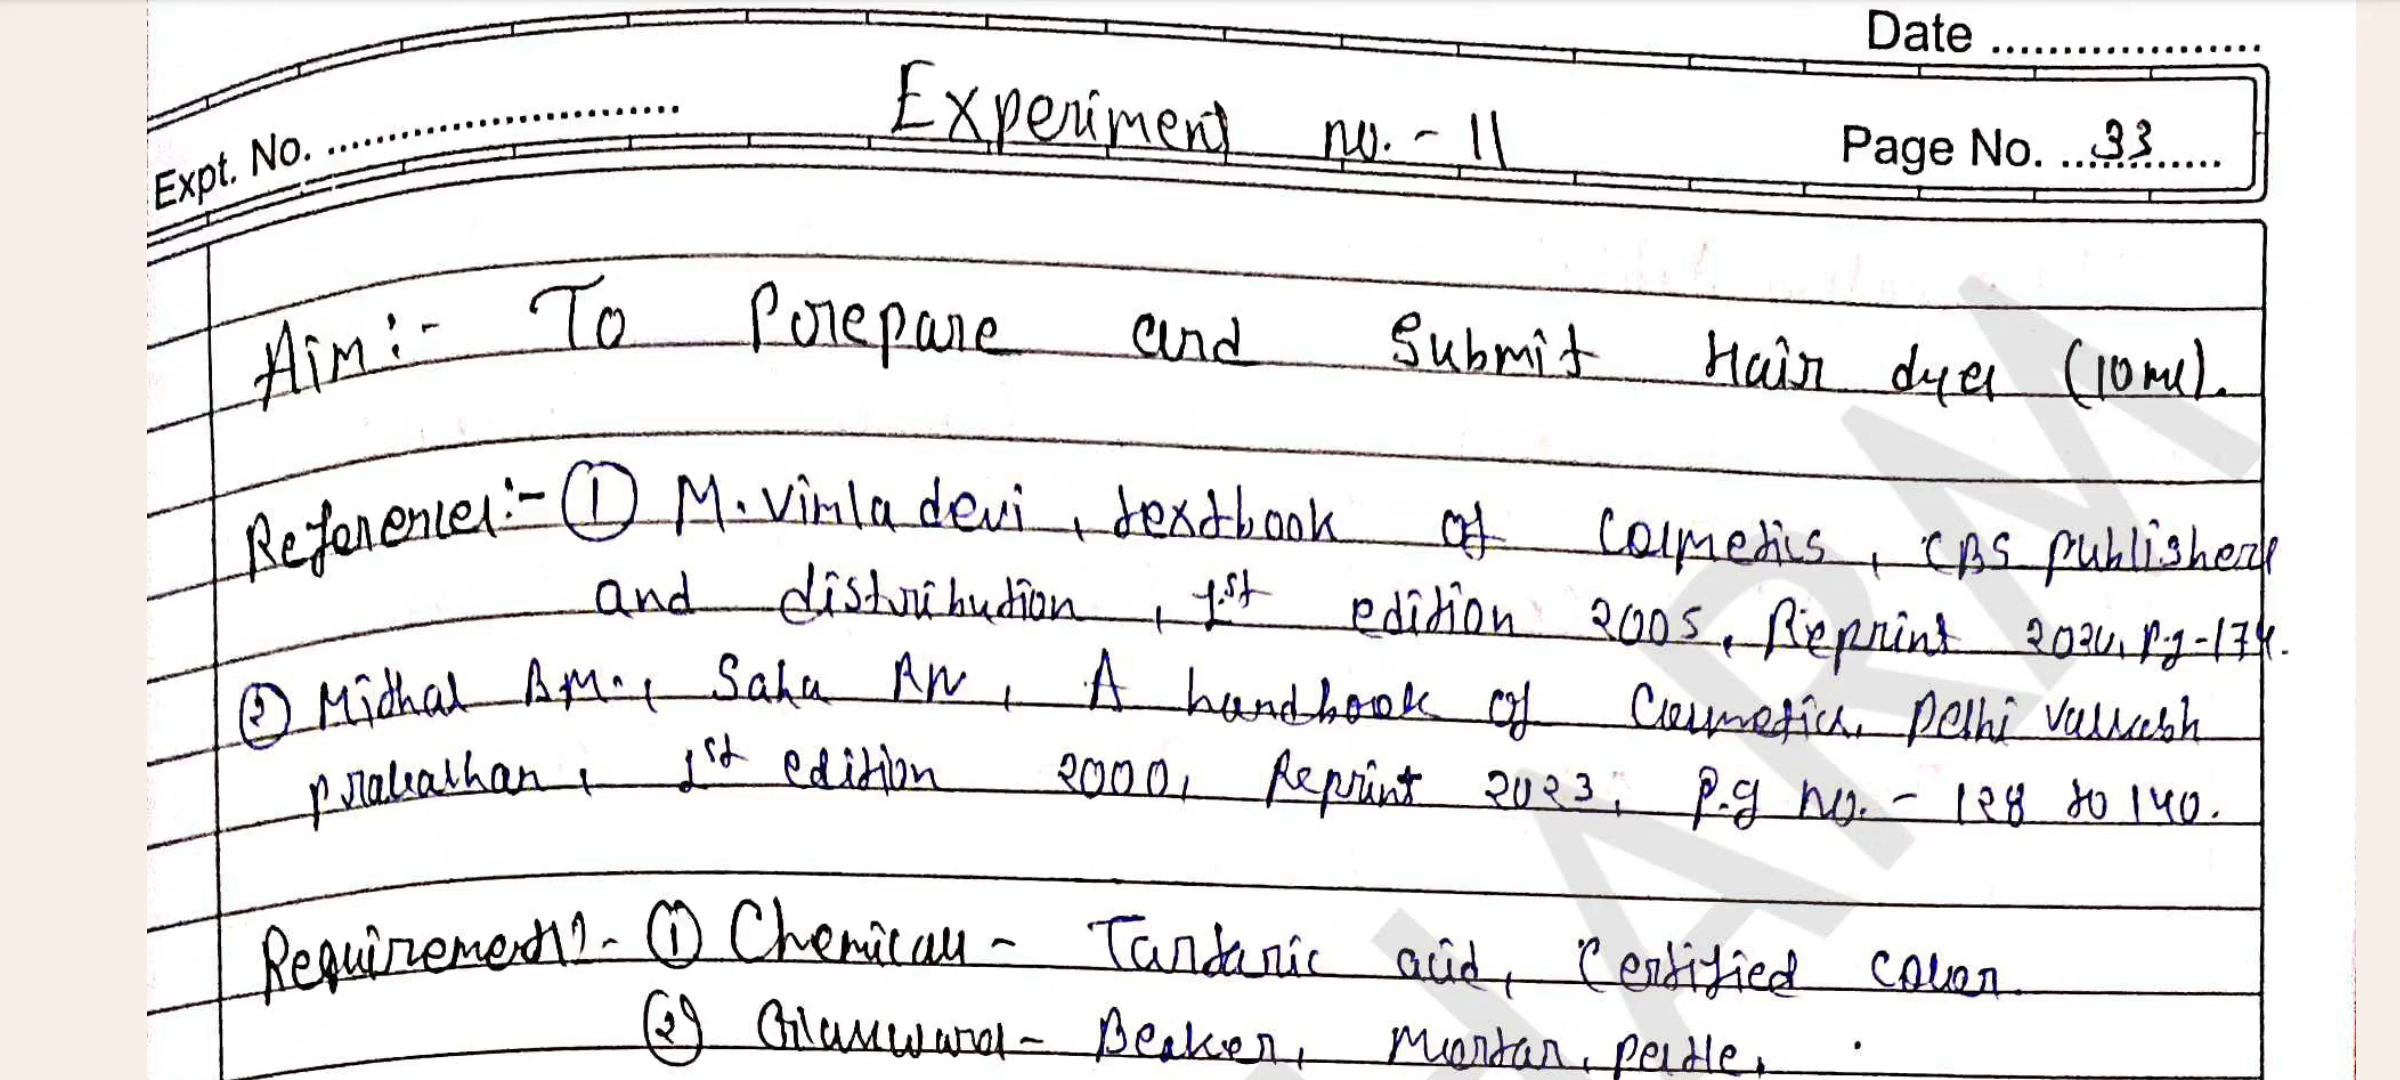 Date ....................
Expt. No. .............................. Experiment no. - 11 Page No. ..33......
Aim:- To Prepare and Submit Hair dyes (10ml).
References:- ① M. Vimla devi, textbook of Cosmetics, CBS publishers
and distribution, 1st edition 2005, Reprint 2024, p.g-174.
② Mithal BM., Saha RN, A handbook of Cosmetics, Delhi Vallabh
prakashan, 1st edition 2000, Reprint 2023, P.g no. - 128 to 140.
Requirements:- ① Chemicals - Tartaric acid, Certified colour.
② Glasswares - Beaker, Mortar, pestle,
HARM